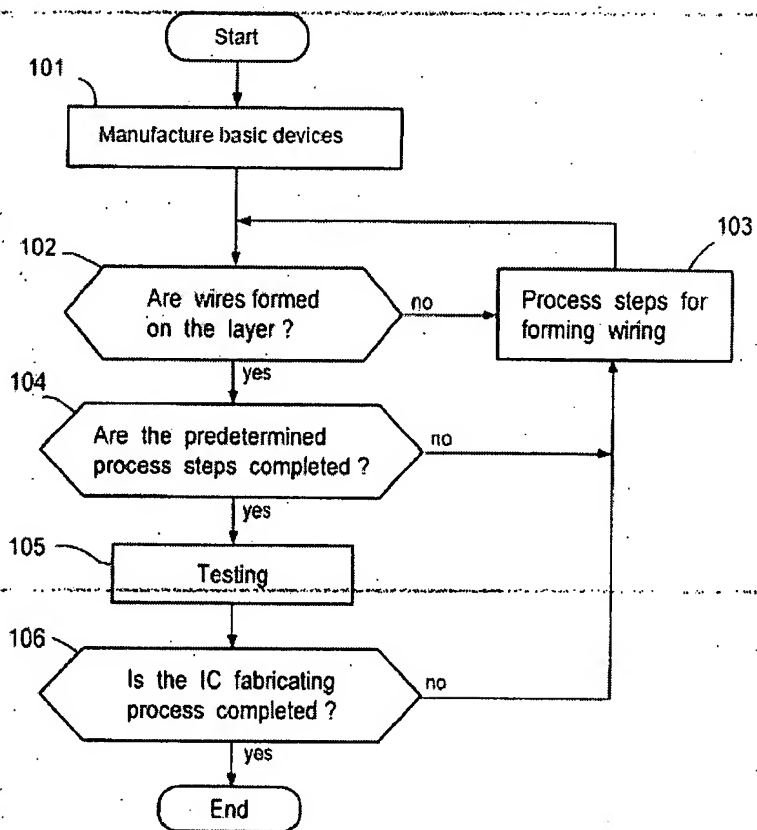 Start
101
Manufacture basic devices
102
Are wires formed
on the layer ?
no
103
Process steps for
forming wiring
yes
104
Are the predetermined
process steps completed ?
no
yes
105
Testing
106
Is the IC fabricating
process completed ?
no
yes
End